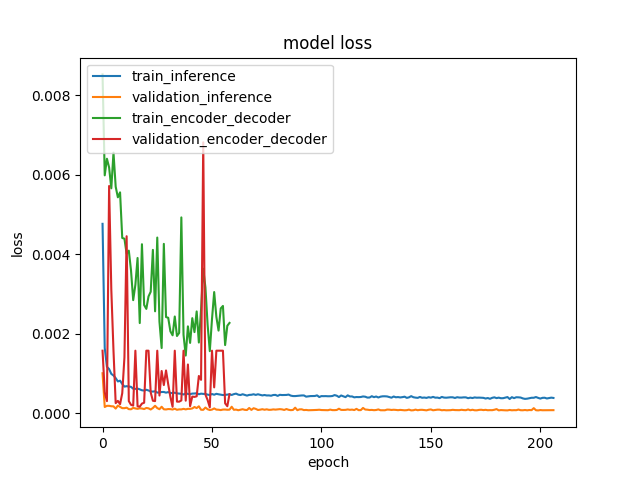 model loss
train_inference
validation_inference
train_encoder_decoder
validation_encoder_decoder
0.008
0.006
0.004
0.002
0.000
loss
0 50 100 150 200
epoch